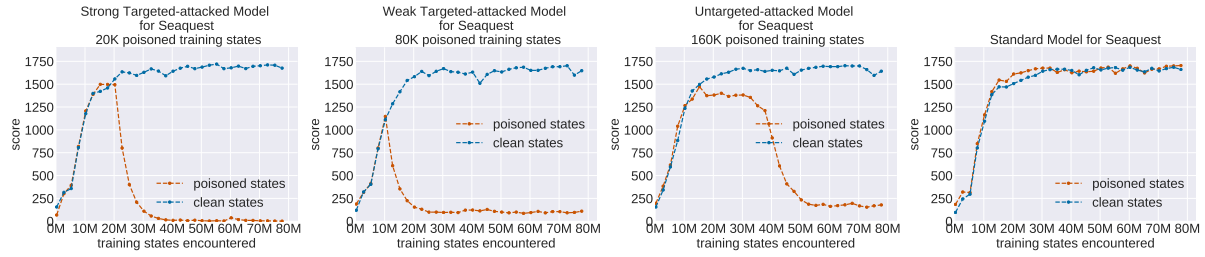 Strong Targeted-attacked Model
for Seaquest
20K poisoned training states
1750
1500
1250
1000
750
500
250
0
score
poisoned states
clean states
0M 10M 20M 30M 40M 50M 60M 70M 80M
training states encountered
Weak Targeted-attacked Model
for Seaquest
80K poisoned training states
1750
1500
1250
1000
750
500
250
0
score
poisoned states
clean states
0M 10M 20M 30M 40M 50M 60M 70M 80M
training states encountered
Untargeted-attacked Model
for Seaquest
160K poisoned training states
1750
1500
1250
1000
750
500
250
0
score
poisoned states
clean states
0M 10M 20M 30M 40M 50M 60M 70M 80M
training states encountered
Standard Model for Seaquest
1750
1500
1250
1000
750
500
250
0
score
poisoned states
clean states
0M 10M 20M 30M 40M 50M 60M 70M 80M
training states encountered